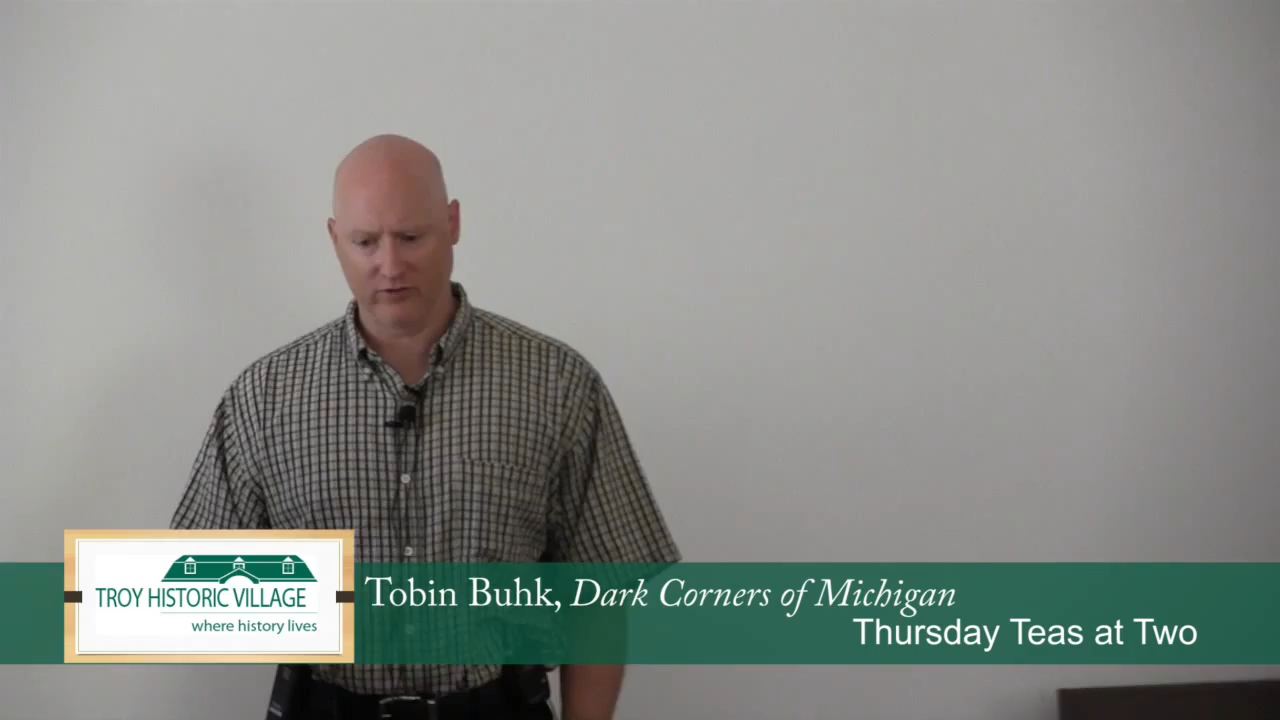 TROY HISTORIC VILLAGE
where history lives
Tobin Buhk, Dark Corners of Michigan
Thursday Teas at Two